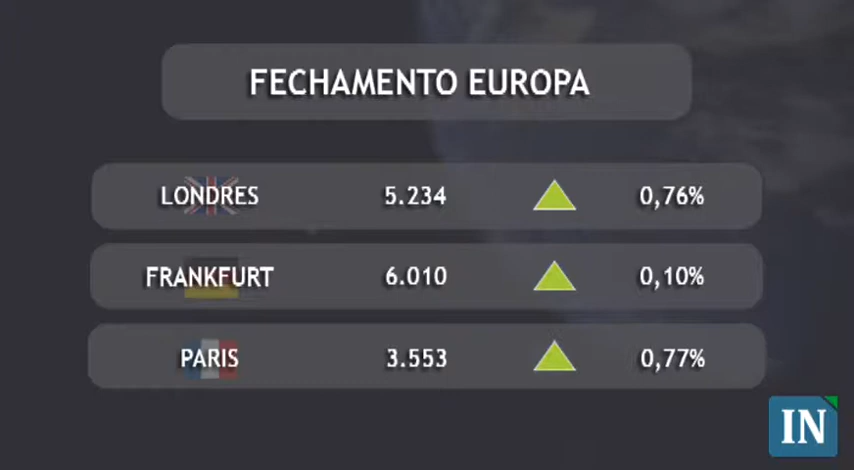 FECHAMENTO EUROPA
LONDRES 5.234 0,76%
FRANKFURT 6.010 0,10%
PARIS 3.553 0,77%
IN